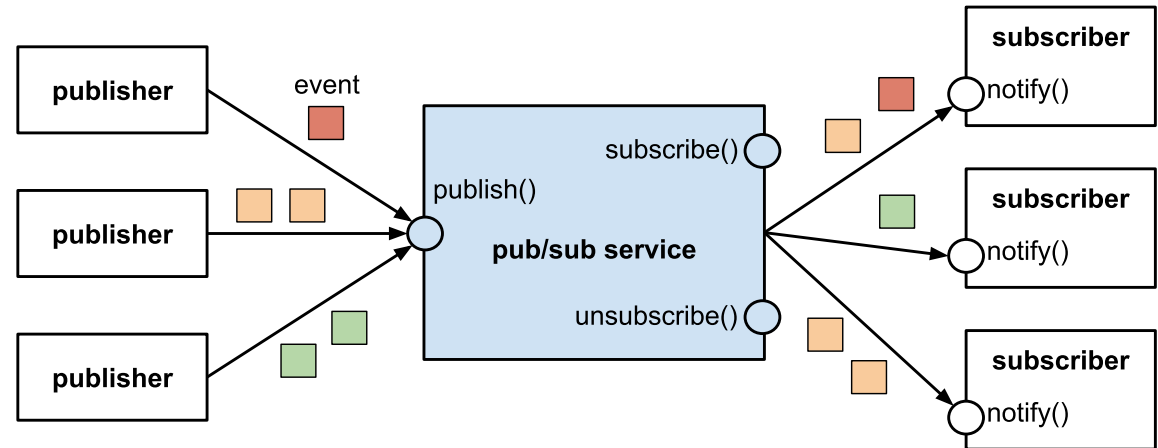 publisher
publisher
publisher
event
publish()
subscribe()
pub/sub service
unsubscribe()
subscriber
notify()
subscriber
notify()
subscriber
notify()